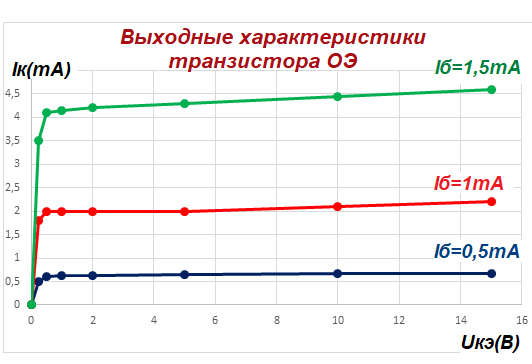 Выходные характеристики
транзистора ОЭ
Iк(mA)
Iб=1,5mA
4,5
4
3,5
3
Iб=1mA
2,5
2
1,5
Iб=0,5mA
1
0,5
0
0 2 4 6 8 10 12 14 16
Uкэ(В)